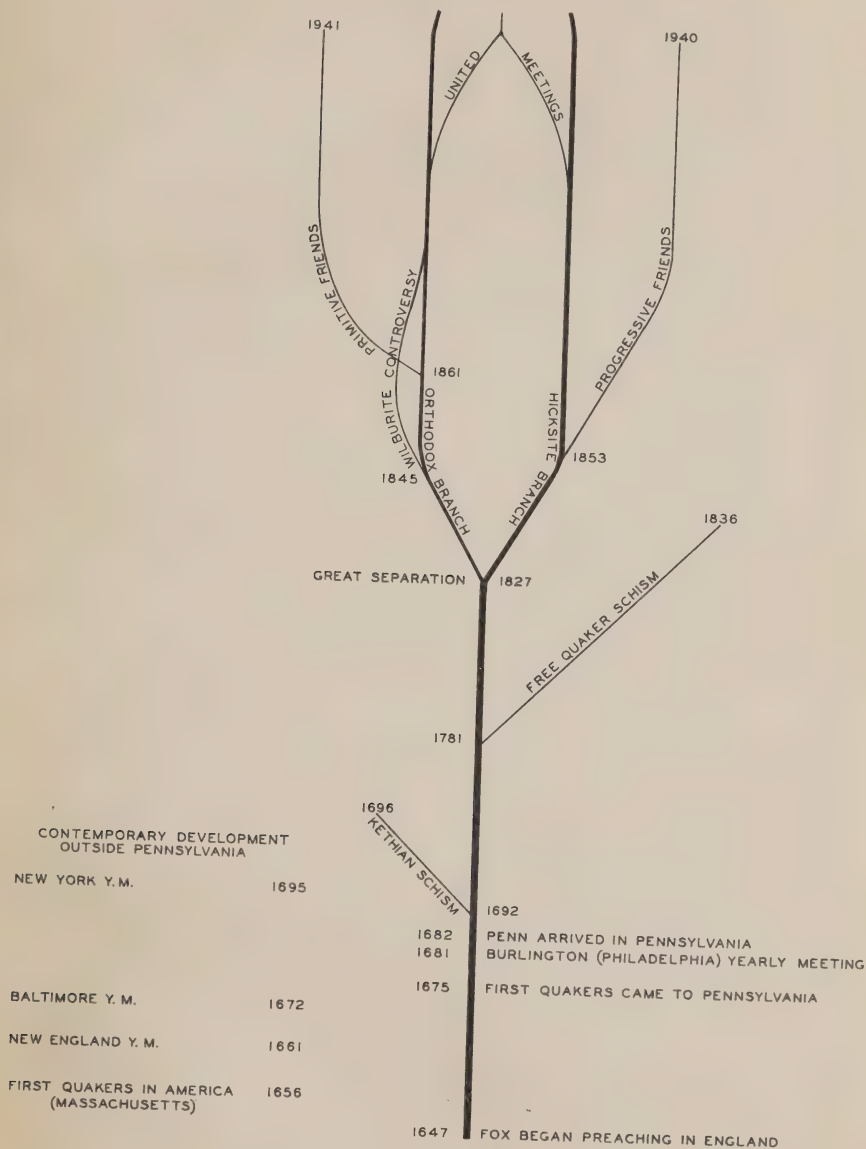 1941
1940
UNITED
MEETINGS
PRIMITIVE FRIENDS
WILBURITE CONTROVERSY
PROGRESSIVE FRIENDS
1861
ORTHODOX BRANCH
HICKSITE BRANCH
1845
1853
1836
GREAT SEPARATION 1827
FREE QUAKER SCHISM
1781
1696
KETHIAN SCHISM
CONTEMPORARY DEVELOPMENT
OUTSIDE PENNSYLVANIA
NEW YORK Y. M. 1695
1692
1682 PENN ARRIVED IN PENNSYLVANIA
1681 BURLINGTON (PHILADELPHIA) YEARLY MEETING
1675 FIRST QUAKERS CAME TO PENNSYLVANIA
BALTIMORE Y. M. 1672
NEW ENGLAND Y. M. 1661
FIRST QUAKERS IN AMERICA 1656
(MASSACHUSETTS)
1647 FOX BEGAN PREACHING IN ENGLAND